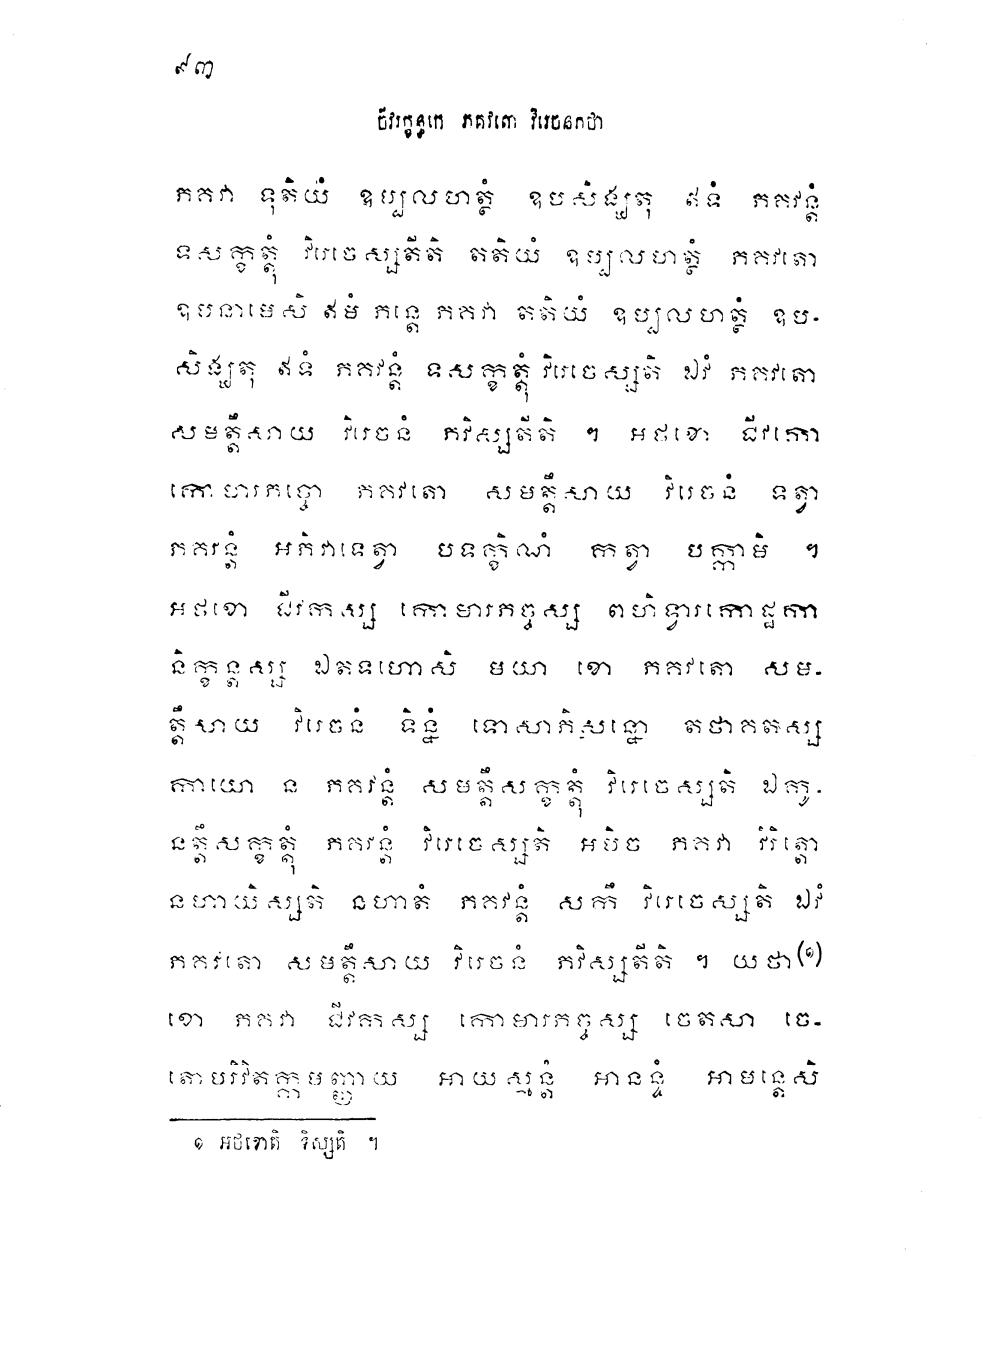 ៩៣
ចីវរក្ខន្ធកេ ភគវតោ វិរេចនកថា
ភគវា ទុតិយំ ឧប្បលហត្ថំ ឧបសិង្ឃតុ ឥទំ ភគវន្តំ
ទសក្ខត្តុំ វិរេចេស្សតីតិ តតិយំ ឧប្បលហត្ថំ ភគវតោ
ឧបនាមេសិ ឥមំ ភន្តេ ភគវា តតិយំ ឧប្បលហត្ថំ ឧប-
សិង្ឃតុ ឥទំ ភគវន្តំ ទសក្ខត្តុំ វិរេចេស្សតិ ឯវំ ភគវតោ
សមត្តឹសាយ វិរេចនំ ភវិស្សតីតិ ។ អថខោ ជីវកោ
កោមារភច្ចោ ភគវតោ សមត្តឹសាយ វិរេចនំ ទត្វា
ភគវន្តំ អភិវាទេត្វា បទក្ខិណំ កត្វា បក្កាមិ ។
អថខោ ជីវកស្ស កោមារភច្ចស្ស ពហិទ្វារកោដ្ឋកា
និក្ខន្តស្ស ឯតទហោសិ មយា ខោ ភគវតោ សម-
ត្តឹសាយ វិរេចនំ ទិន្នំ ទោសាភិសន្នោ តថាគតស្ស
កាយោ ន ភគវន្តំ សមត្តឹសក្ខត្តុំ វិរេចេស្សតិ ឯកូ-
នត្តឹសក្ខត្តុំ ភគវន្តំ វិរេចេស្សតិ អបិច ភគវា វិរិត្តោ
នហាយិស្សតិ នហាតំ ភគវន្តំ សកឹ វិរេចេស្សតិ ឯវំ
ភគវតោ សមត្តឹសាយ វិរេចនំ ភវិស្សតីតិ ។ យថា(១)
ខោ ភគវា ជីវកស្ស កោមារភច្ចស្ស ចេតសា ចេ-
តោបរិវិតក្កមញ្ញាយ អាយស្មន្តំ អានន្ទំ អាមន្តេសិ
១ អថខោតិ ទិស្សតិ ។